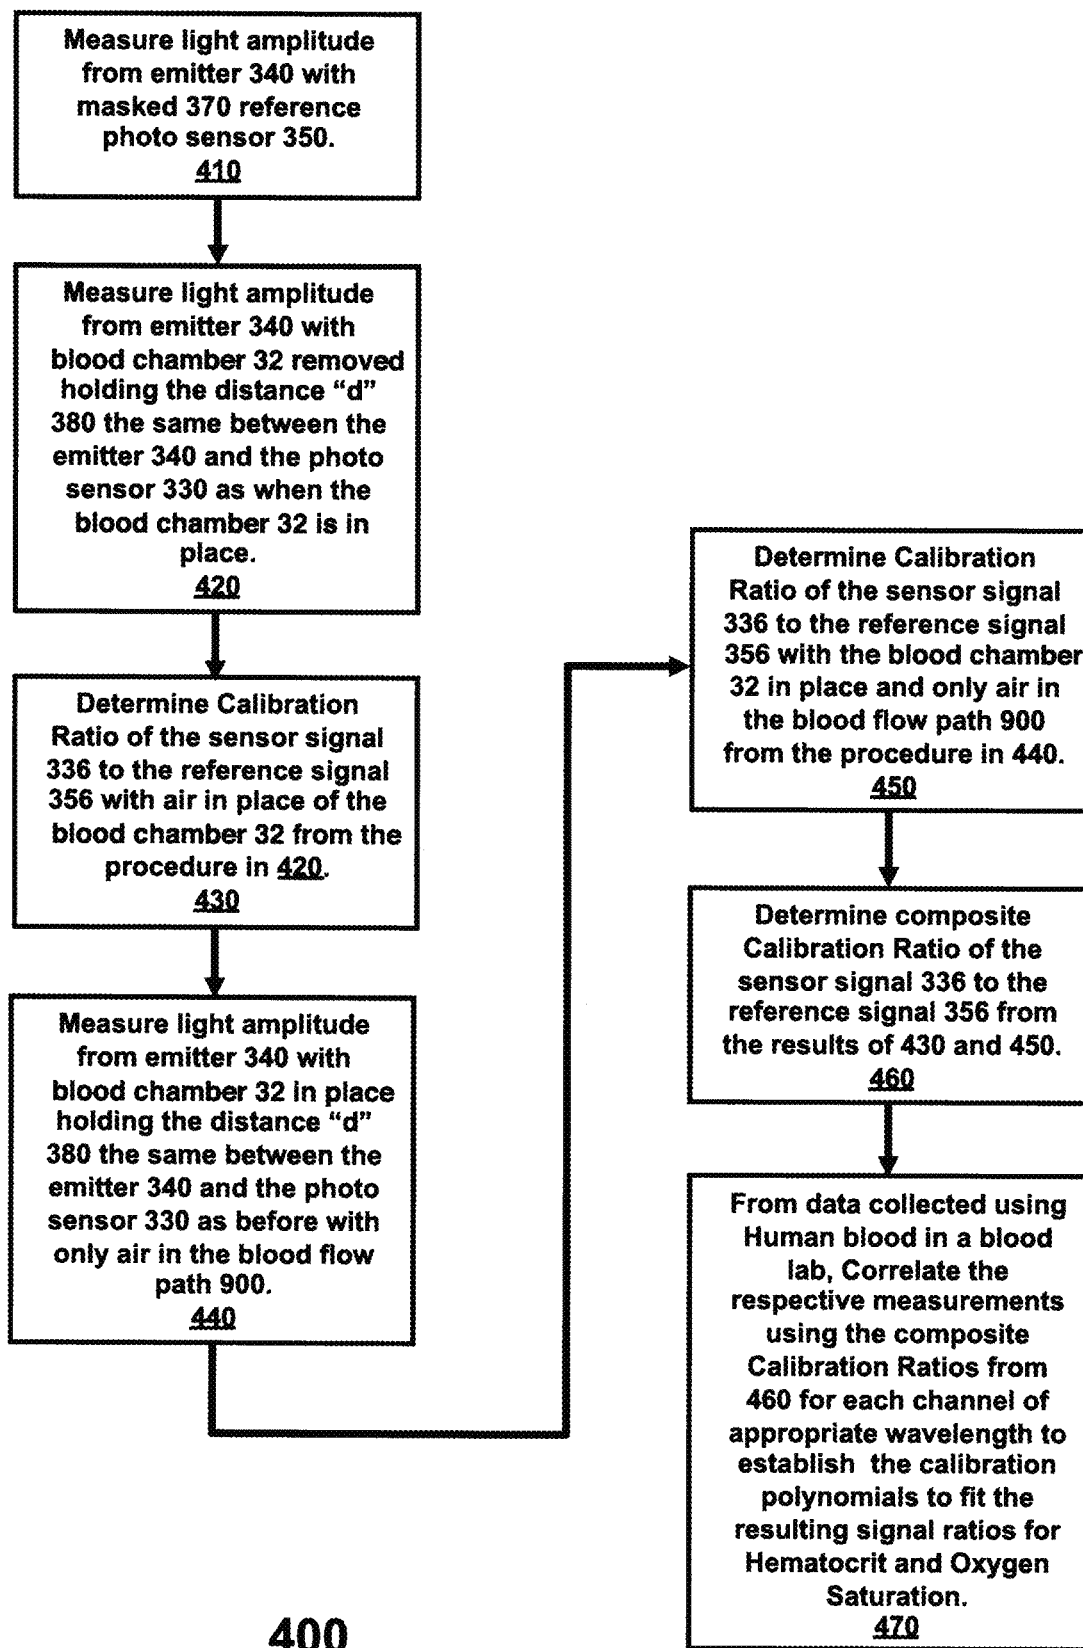 Measure light amplitude
from emitter 340 with
masked 370 reference
photo sensor 350.
410
Measure light amplitude
from emitter 340 with
blood chamber 32 removed
holding the distance “d”
380 the same between the
emitter 340 and the photo
sensor 330 as when the
blood chamber 32 is in
place.
420
Determine Calibration
Ratio of the sensor signal
336 to the reference signal
356 with air in place of the
blood chamber 32 from the
procedure in 420.
430
Measure light amplitude
from emitter 340 with
blood chamber 32 in place
holding the distance “d”
380 the same between the
emitter 340 and the photo
sensor 330 as before with
only air in the blood flow
path 900.
440
Determine Calibration
Ratio of the sensor signal
336 to the reference signal
356 with the blood chamber
32 in place and only air in
the blood flow path 900
from the procedure in 440.
450
Determine composite
Calibration Ratio of the
sensor signal 336 to the
reference signal 356 from
the results of 430 and 450.
460
From data collected using
Human blood in a blood
lab, Correlate the
respective measurements
using the composite
Calibration Ratios from
460 for each channel of
appropriate wavelength to
establish the calibration
polynomials to fit the
resulting signal ratios for
Hematocrit and Oxygen
Saturation.
470
400